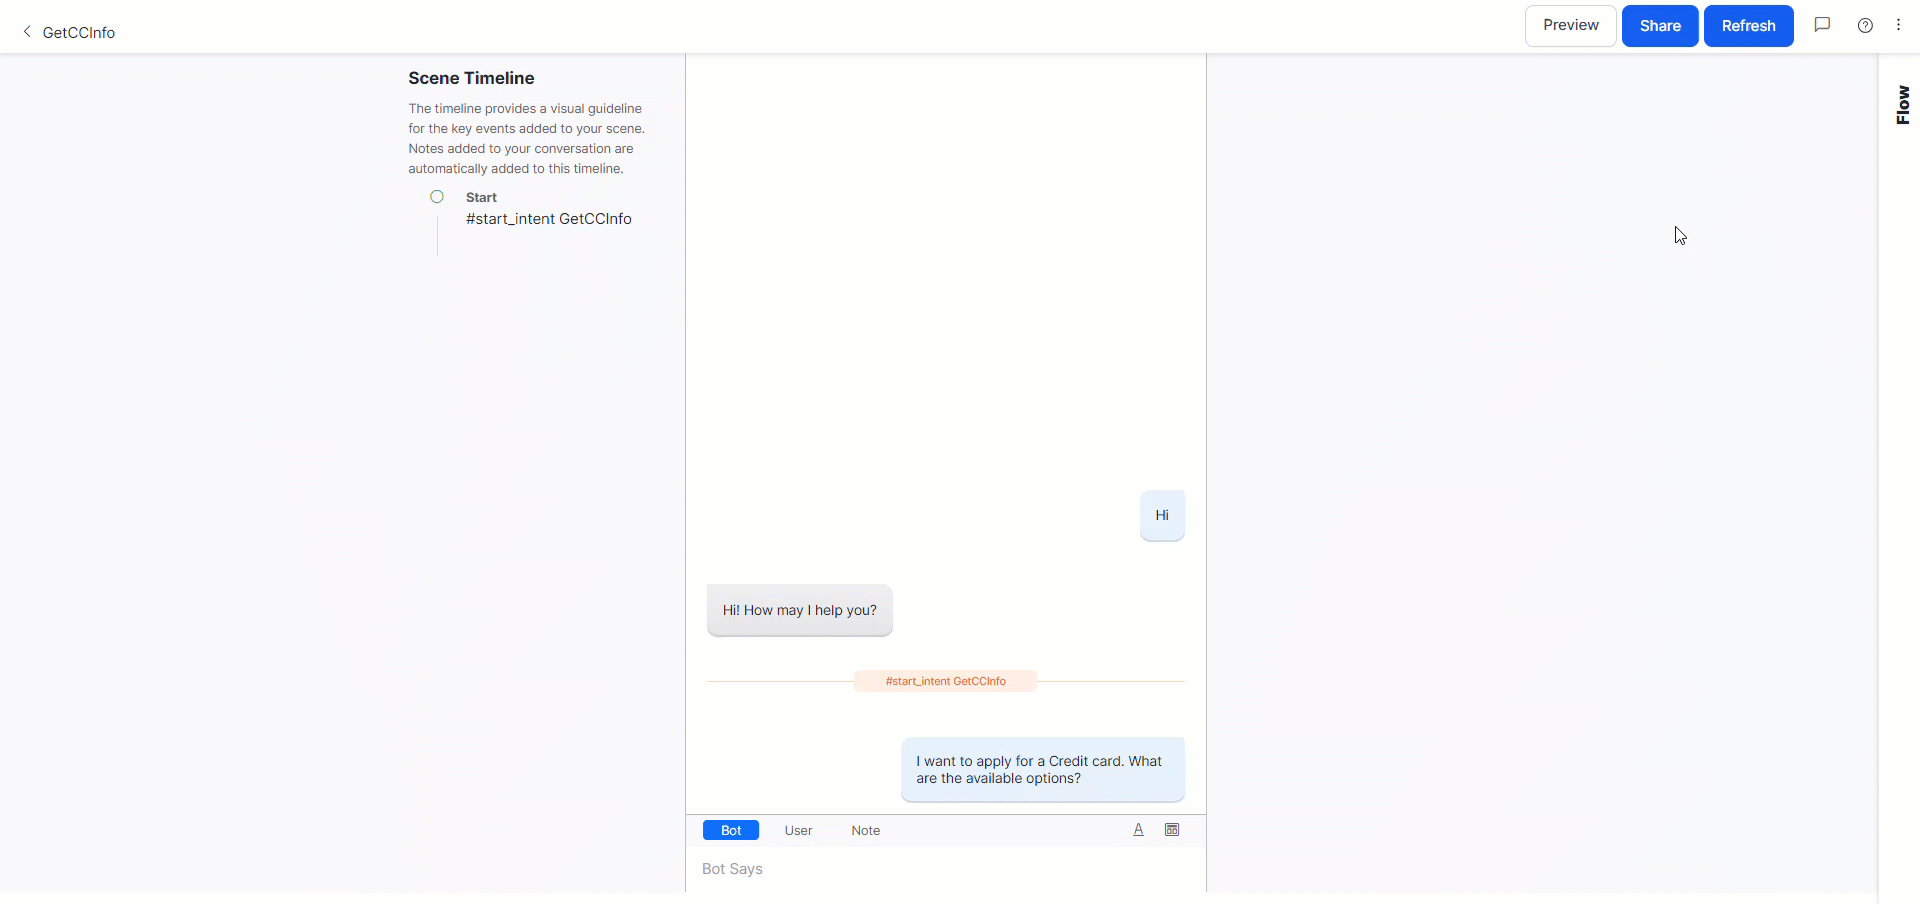 GetCCInfo
Preview
Share
Refresh
Flow
Scene Timeline
The timeline provides a visual guideline
for the key events added to your scene.
Notes added to your conversation are
automatically added to this timeline.
Start
#start_intent GetCCInfo
Hi
Hi! How may I help you?
#start_intent GetCCInfo
I want to apply for a Credit card. What
are the available options?
Bot
User
Note
A
Bot Says